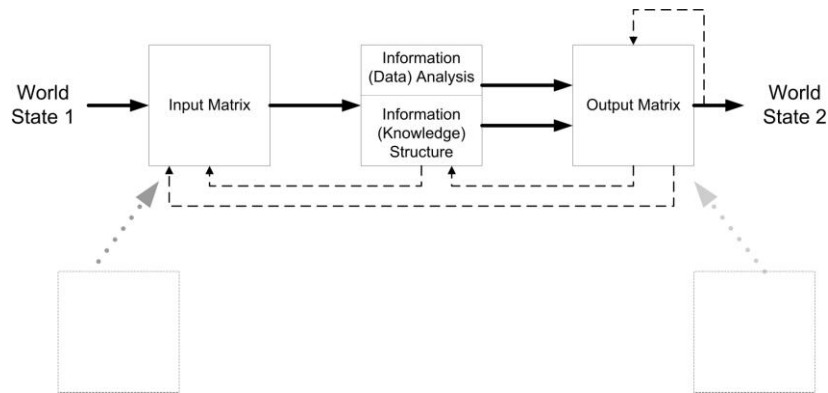 World
State 1
Input Matrix
Information
(Data) Analysis
Information
(Knowledge)
Structure
Output Matrix
World
State 2